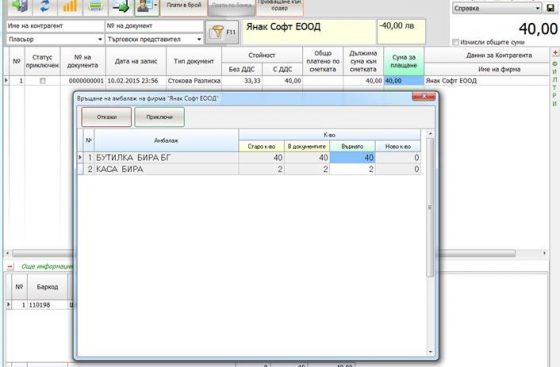 Плати в брой
Плати по банка
Прихващане към
Справка
Име на контрагент
№ на документ
F11
Янак Софт ЕООД
-40,00 лв
40,00
Пласьор
Търговски представител
Изчисли общите суми
№
Статус приключен
№ на документа
Дата на запис
Тип документ
Стойност
Без ДДС
С ДДС
Общо платено по сметката
Дължима сума към сметката
Сума за плащане
Данни за Контрагента
Име на фирма
1 0000000001 10.02.2015 23:56 Стокова Разписка 33,33 40,00 40,00 40,00 Янак Софт ЕООД
ФИЛТРИ
Връщане на амбалаж на фирма "Янак Софт ЕООД"
Откажи
Приключи
№ Амбалаж К-во
Старо к-во В документите Върнато Ново к-во
1 БУТИЛКА БИРА БГ 40 40 40 0
2 КАСА БИРА 2 2 2 0
Още информация
№ Баркод
1 110198